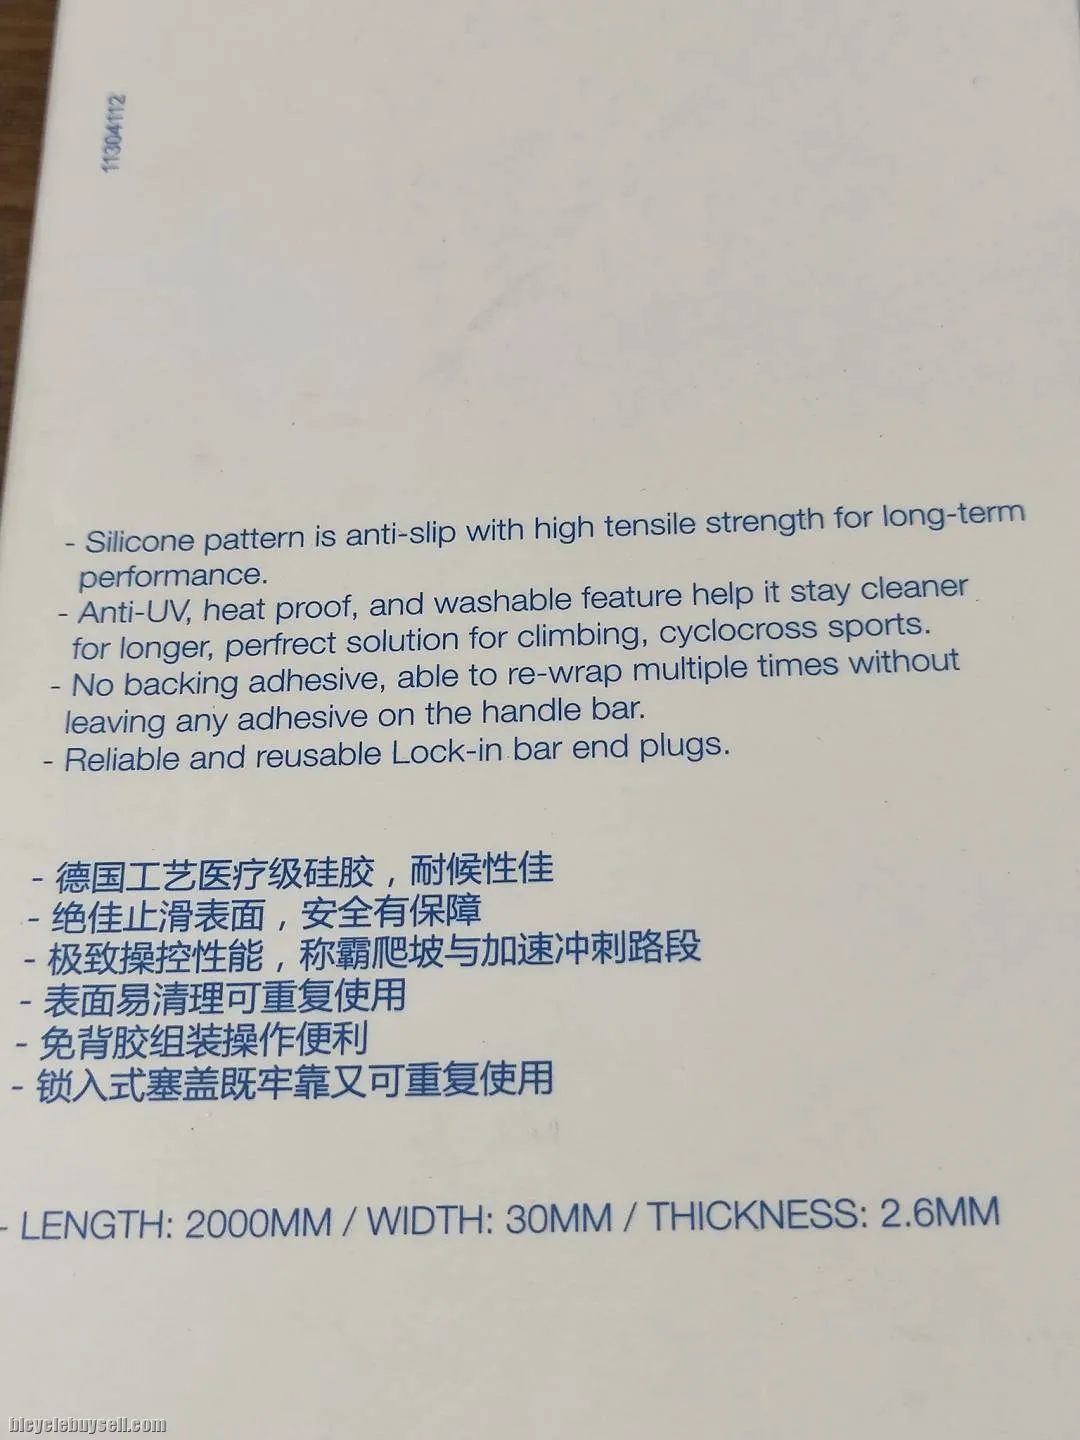 11304112
- Silicone pattern is anti-slip with high tensile strength for long-term
performance.
- Anti-UV, heat proof, and washable feature help it stay cleaner
for longer, perfrect solution for climbing, cyclocross sports.
- No backing adhesive, able to re-wrap multiple times without
leaving any adhesive on the handle bar.
- Reliable and reusable Lock-in bar end plugs.
- 德国工艺医疗级硅胶，耐候性佳
- 绝佳止滑表面，安全有保障
- 极致操控性能，称霸爬坡与加速冲刺路段
- 表面易清理可重复使用
- 免背胶组装操作便利
- 锁入式塞盖既牢靠又可重复使用
- LENGTH: 2000MM / WIDTH: 30MM / THICKNESS: 2.6MM
bicyclebuysell.com